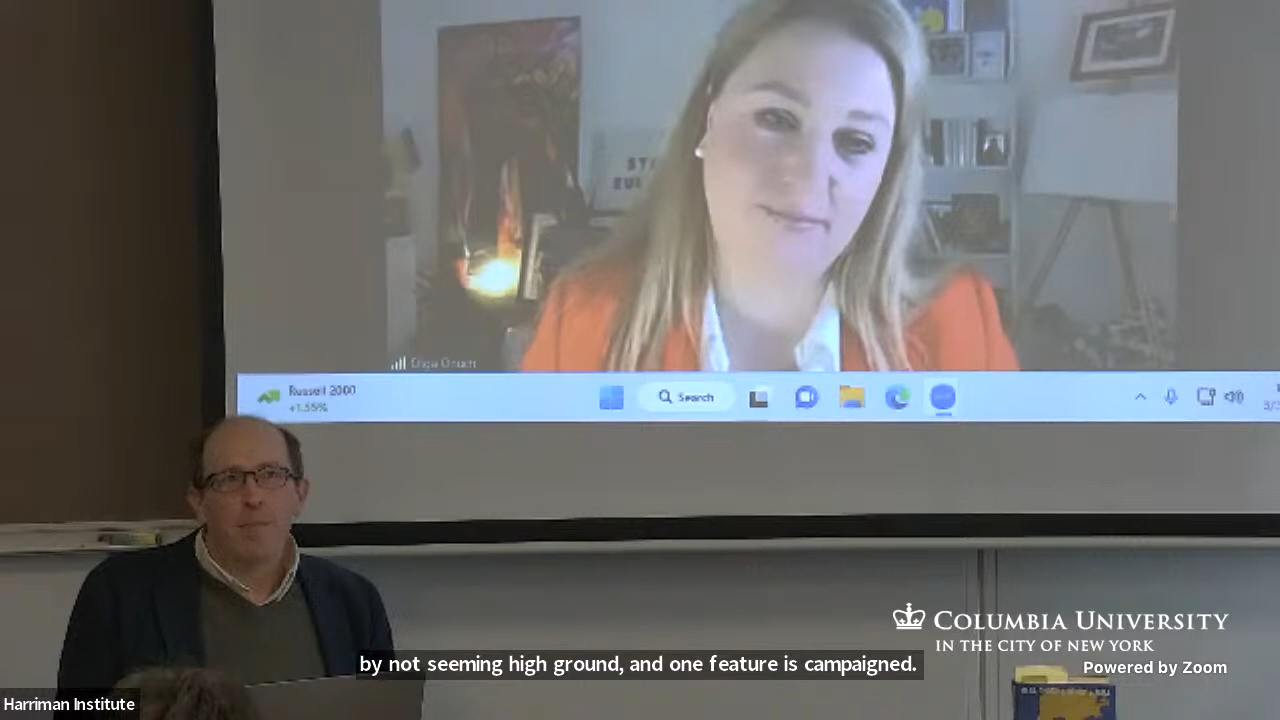 Russell 2000
+1.55%
Search
COLUMBIA UNIVERSITY
IN THE CITY OF NEW YORK
by not seeming high ground, and one feature is campaigned.
Powered by Zoom
Harriman Institute